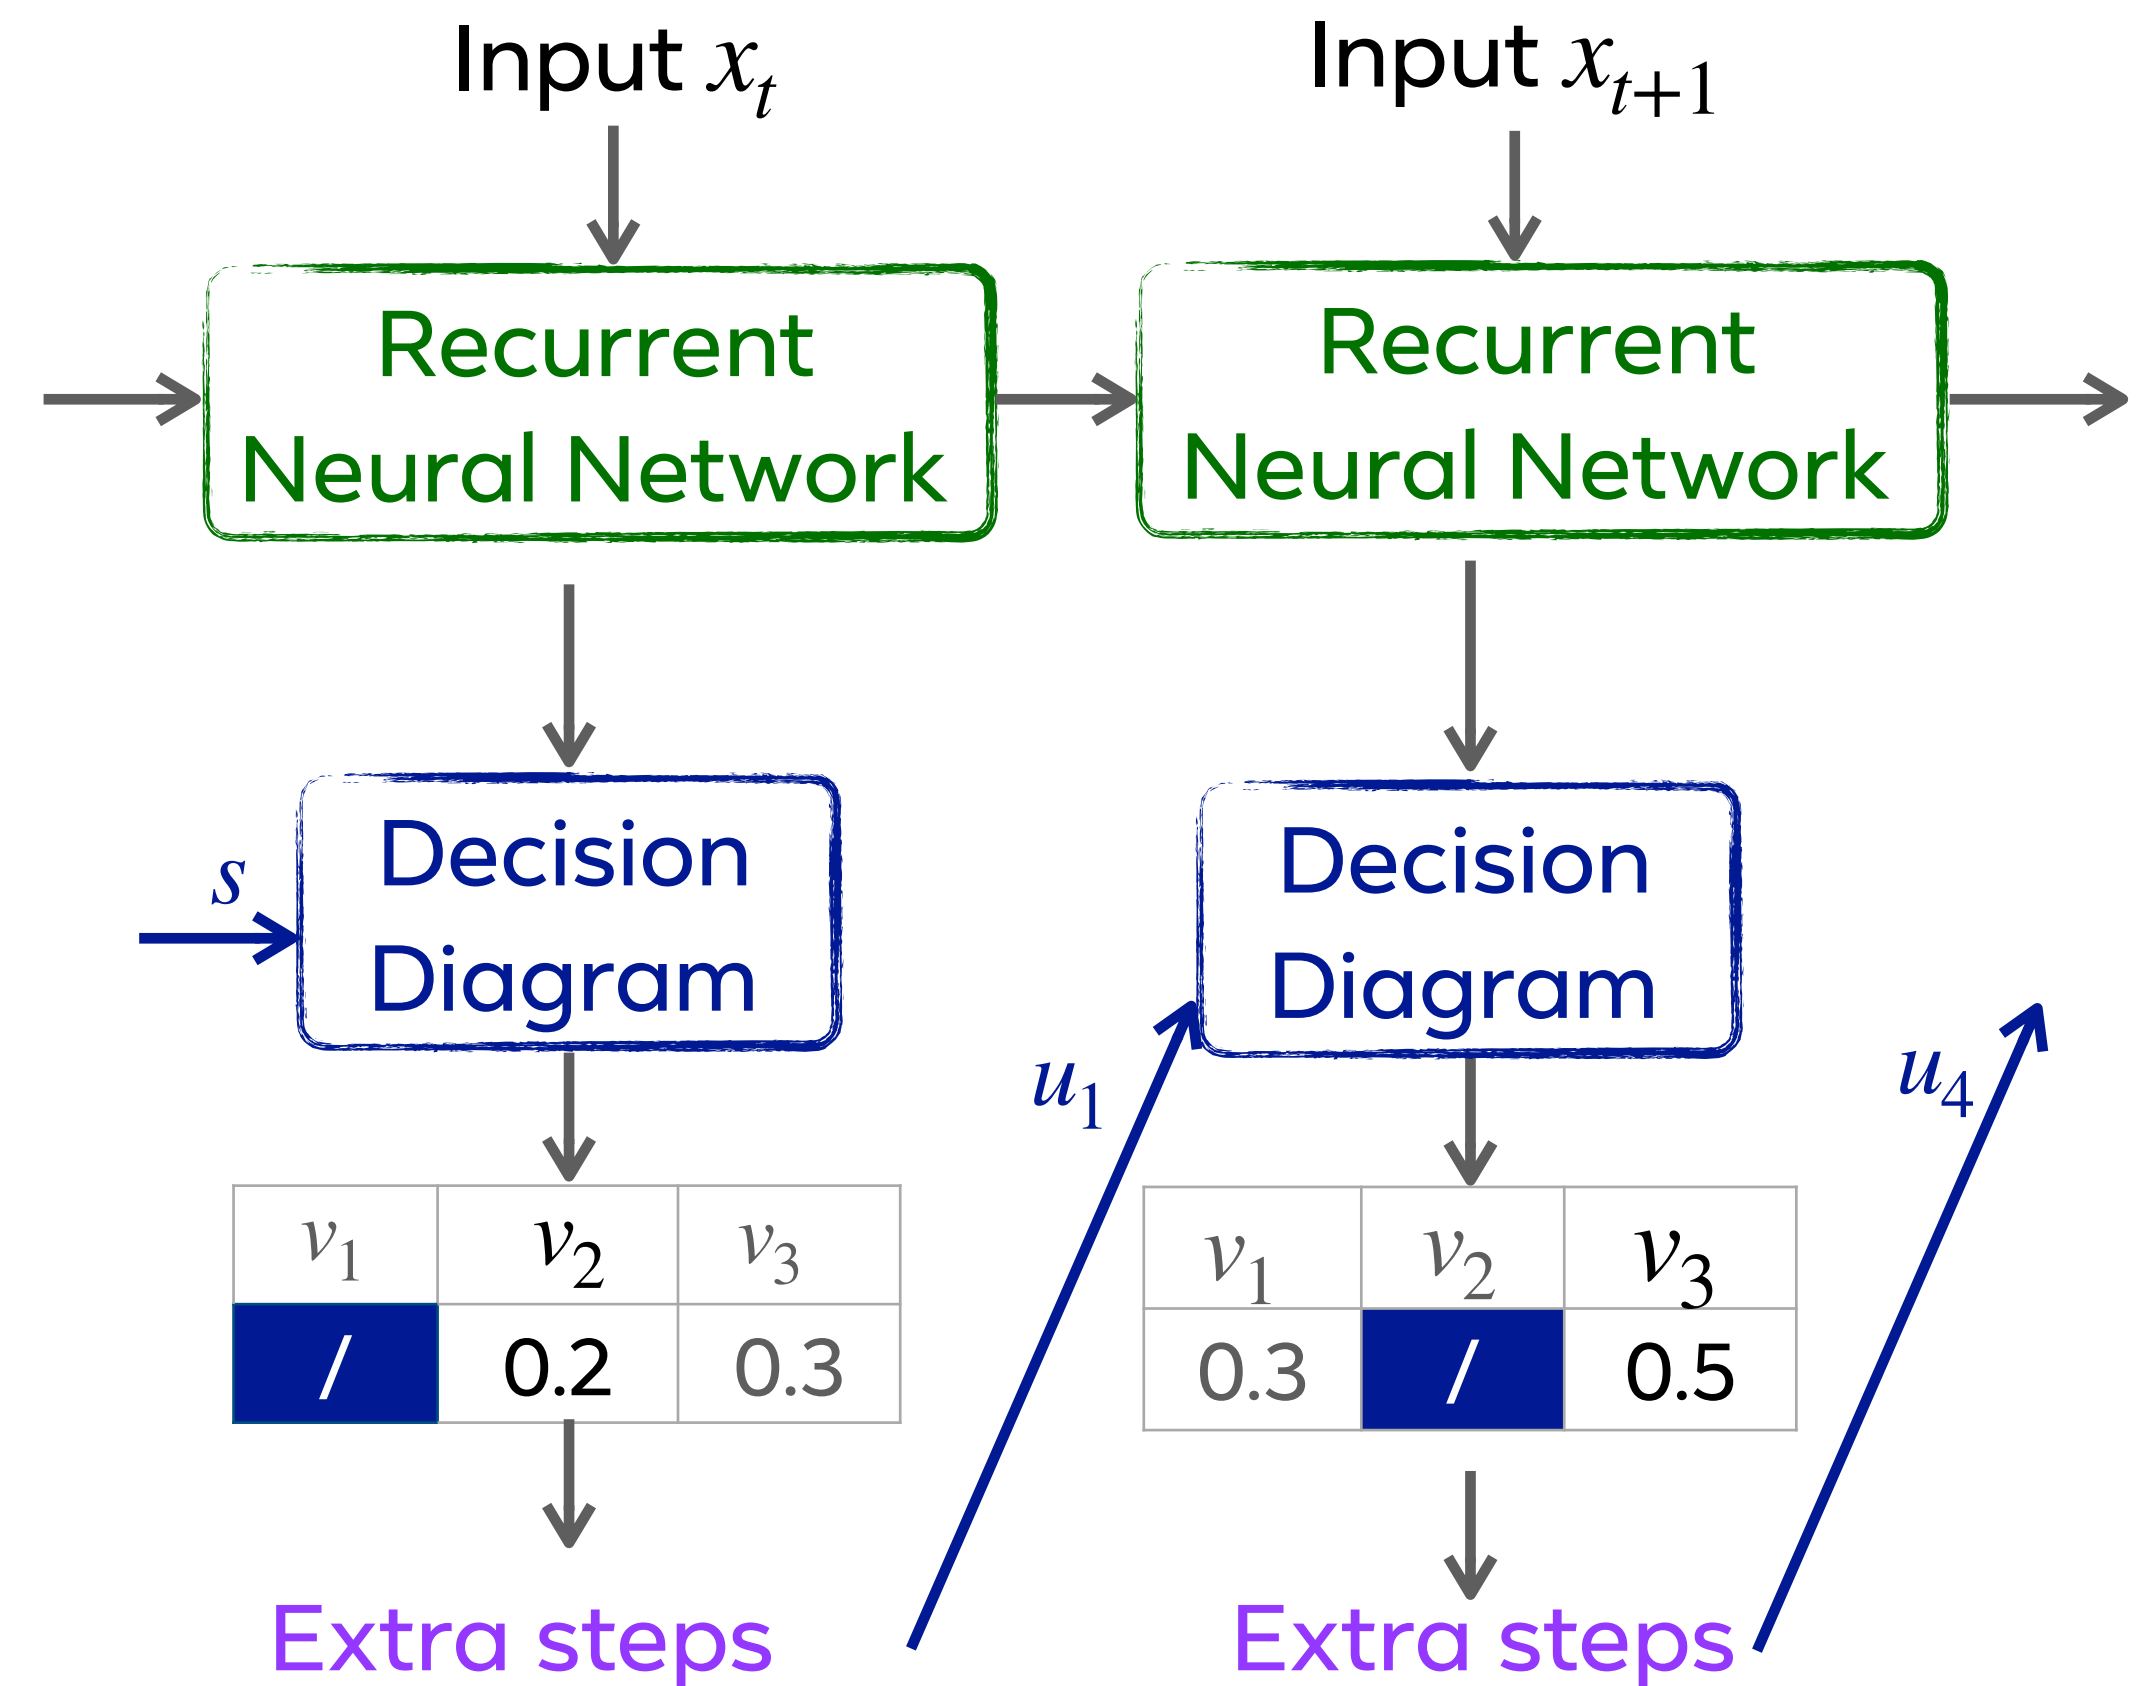 Input x_t
Input x_{t+1}
Recurrent
Neural Network
Recurrent
Neural Network
s
Decision
Diagram
Decision
Diagram
u_1
u_4
v_1 v_2 v_3
/ 0.2 0.3
v_1 v_2 v_3
0.3 / 0.5
Extra steps
Extra steps